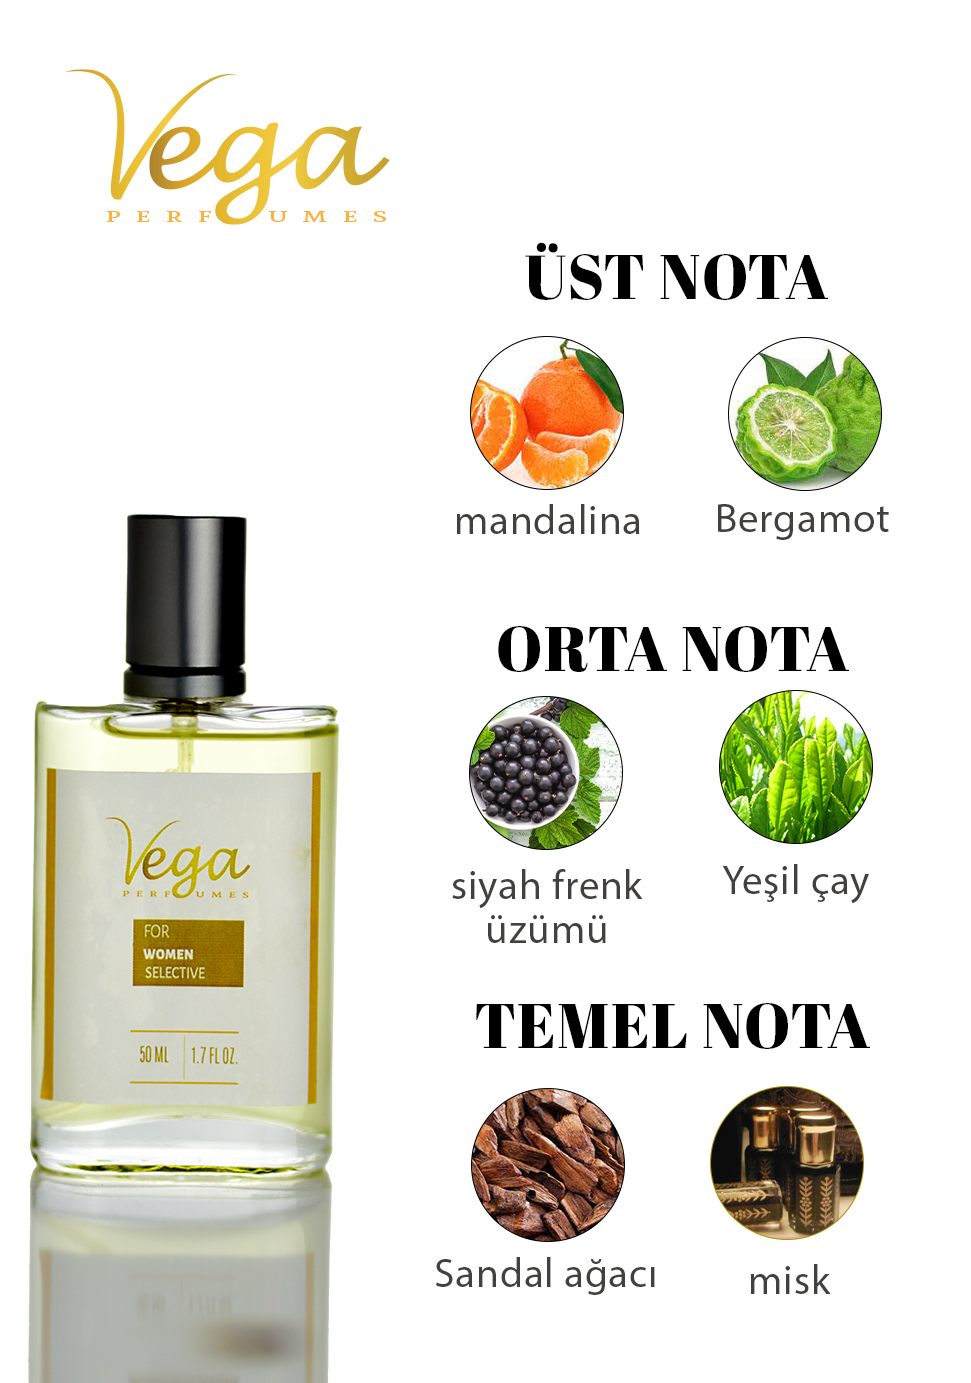 Vega
PERFUMES
ÜST NOTA
mandalina
Bergamot
ORTA NOTA
siyah frenk
üzümü
Yeşil çay
TEMEL NOTA
Sandal ağacı
misk
Vega
PERFUMES
FOR
WOMEN
SELECTIVE
50 ML
1.7 FL OZ.